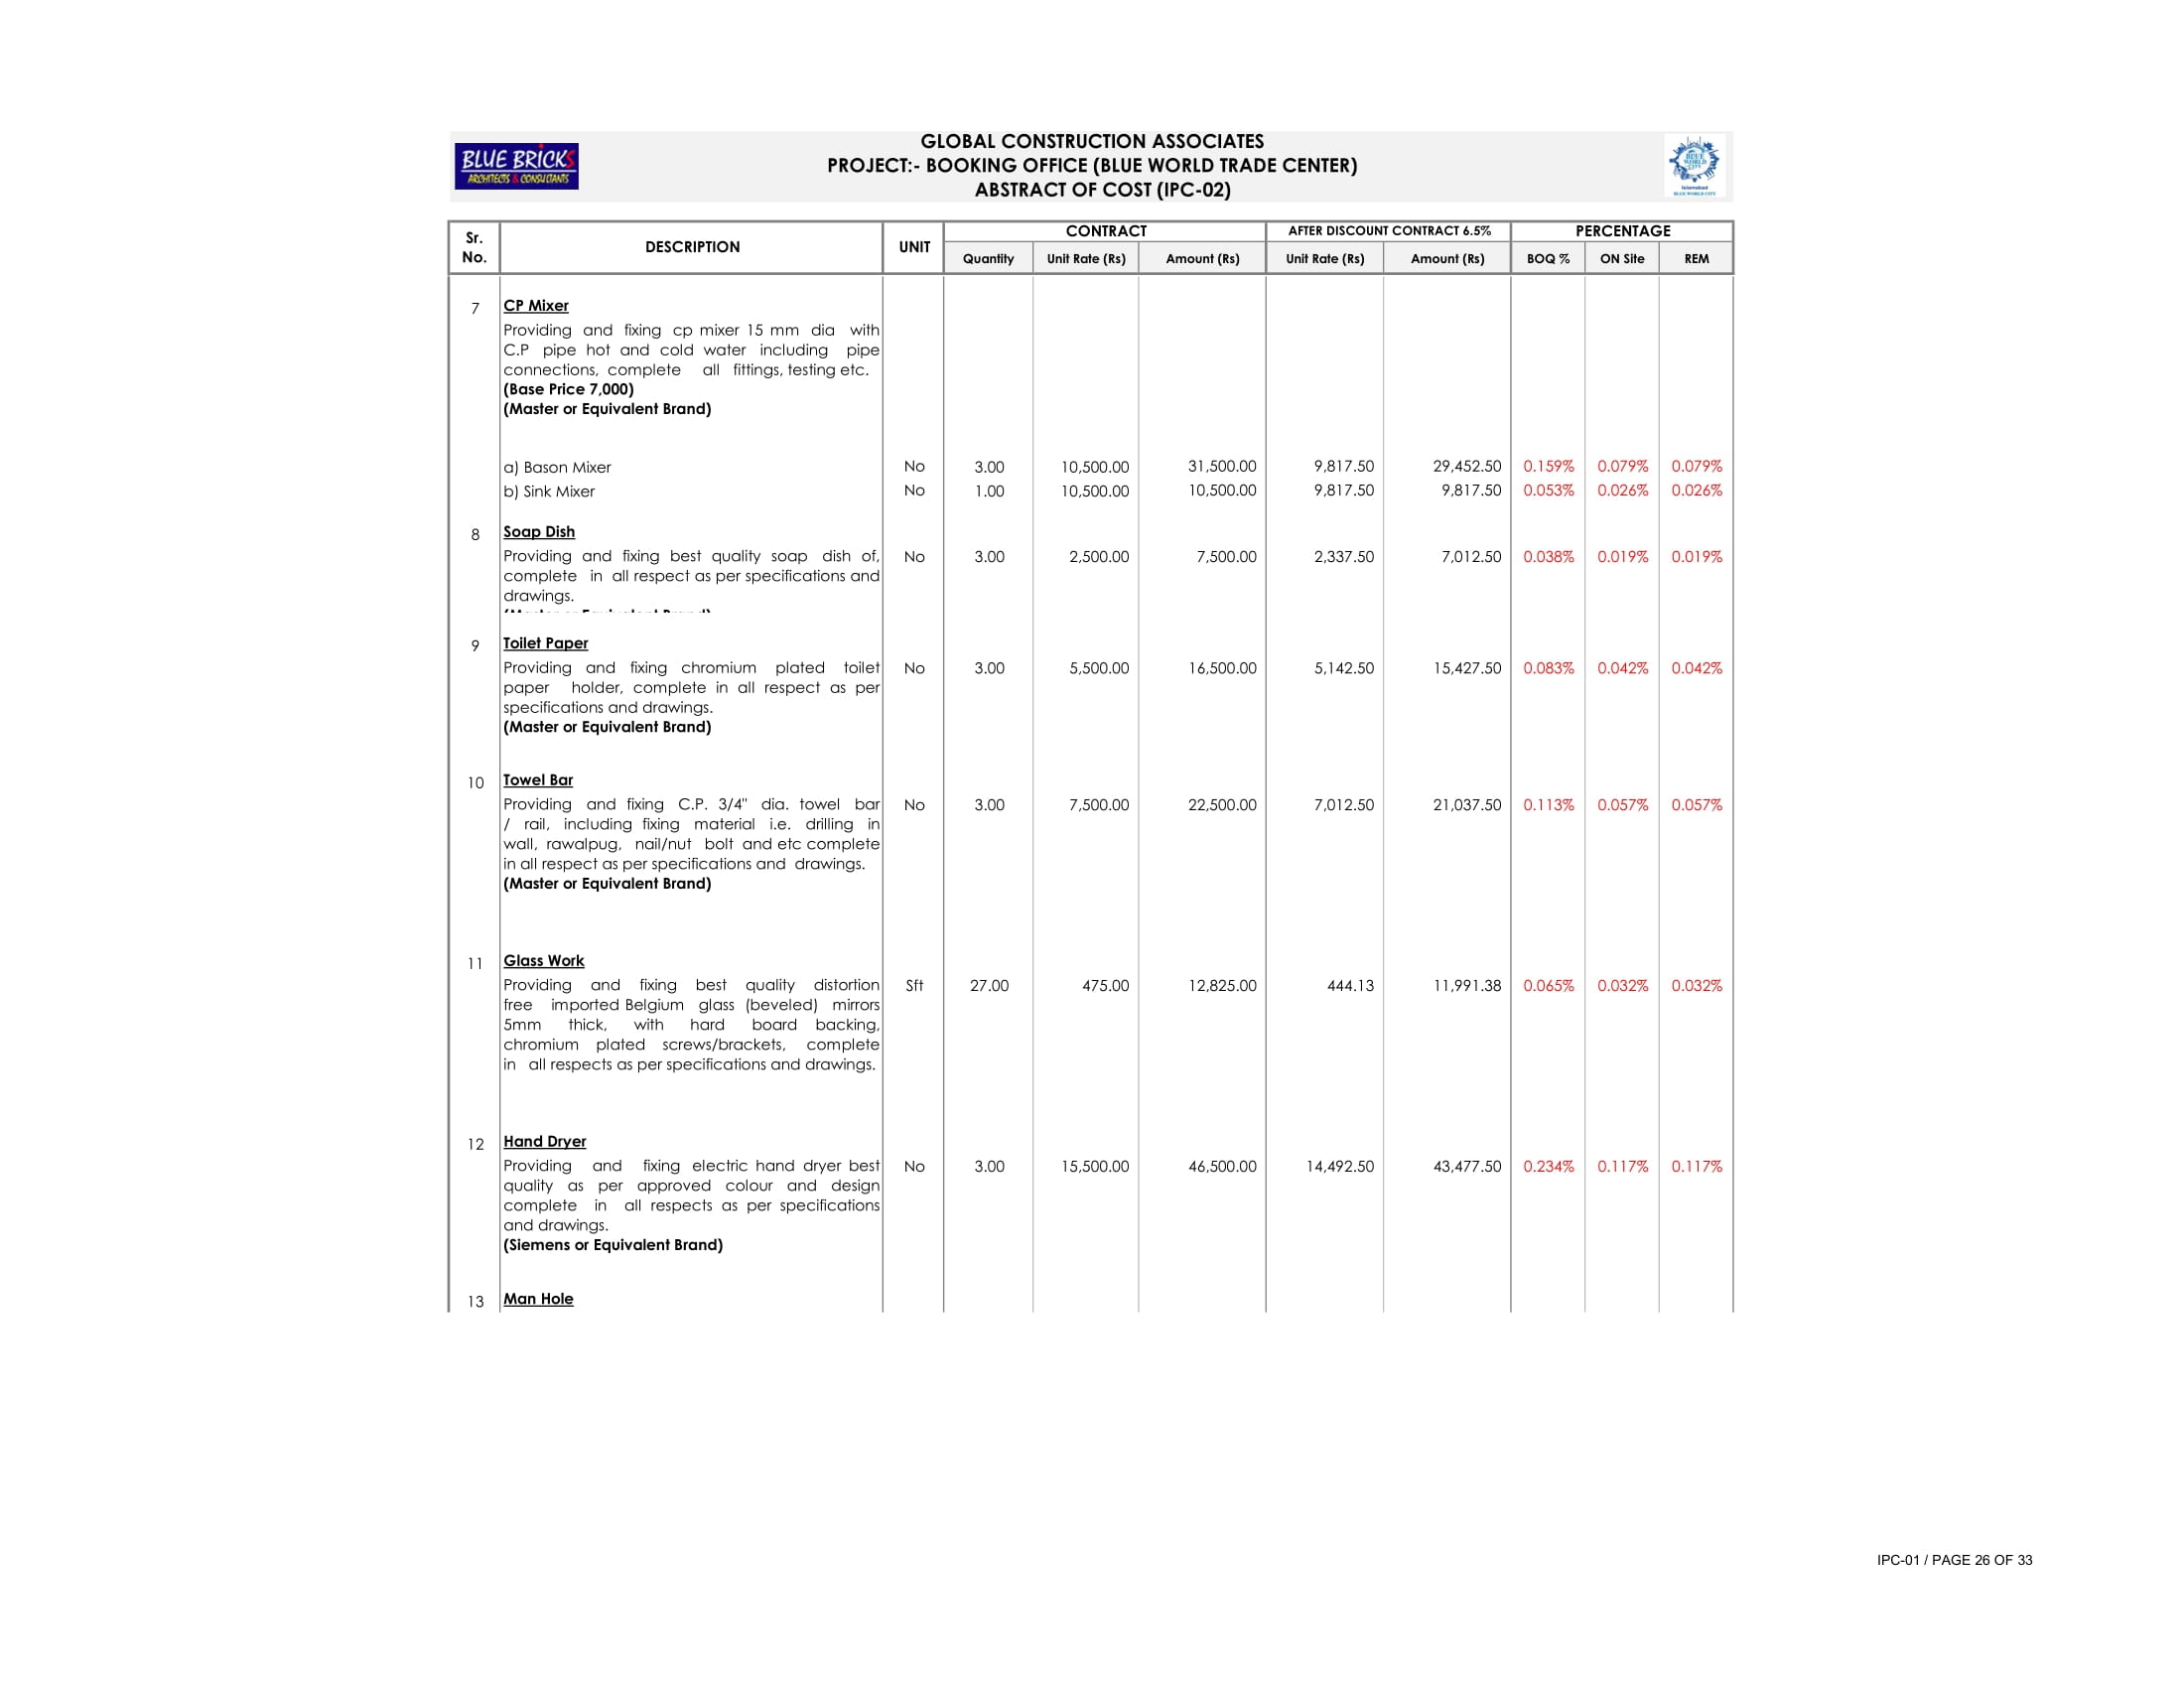 BLUE BRICKS
ARCHITECTS & CONSULTANTS
GLOBAL CONSTRUCTION ASSOCIATES
PROJECT:- BOOKING OFFICE (BLUE WORLD TRADE CENTER)
ABSTRACT OF COST (IPC-02)
BLUE
WORLD
CITY
Islamabad
BLUE WORLD CITY
Sr. No. DESCRIPTION UNIT CONTRACT AFTER DISCOUNT CONTRACT 6.5% PERCENTAGE
Quantity Unit Rate (Rs) Amount (Rs) Unit Rate (Rs) Amount (Rs) BOQ % ON Site REM
7 CP Mixer
Providing and fixing cp mixer 15 mm dia with
C.P pipe hot and cold water including pipe
connections, complete all fittings, testing etc.
(Base Price 7,000)
(Master or Equivalent Brand)
a) Bason Mixer No 3.00 10,500.00 31,500.00 9,817.50 29,452.50 0.159% 0.079% 0.079%
b) Sink Mixer No 1.00 10,500.00 10,500.00 9,817.50 9,817.50 0.053% 0.026% 0.026%
8 Soap Dish
Providing and fixing best quality soap dish of, No 3.00 2,500.00 7,500.00 2,337.50 7,012.50 0.038% 0.019% 0.019%
complete in all respect as per specifications and
drawings.
(Master or Equivalent Brand)
9 Toilet Paper
Providing and fixing chromium plated toilet No 3.00 5,500.00 16,500.00 5,142.50 15,427.50 0.083% 0.042% 0.042%
paper holder, complete in all respect as per
specifications and drawings.
(Master or Equivalent Brand)
10 Towel Bar
Providing and fixing C.P. 3/4" dia. towel bar No 3.00 7,500.00 22,500.00 7,012.50 21,037.50 0.113% 0.057% 0.057%
/ rail, including fixing material i.e. drilling in
wall, rawalpug, nail/nut bolt and etc complete
in all respect as per specifications and drawings.
(Master or Equivalent Brand)
11 Glass Work
Providing and fixing best quality distortion Sft 27.00 475.00 12,825.00 444.13 11,991.38 0.065% 0.032% 0.032%
free imported Belgium glass (beveled) mirrors
5mm thick, with hard board backing,
chromium plated screws/brackets, complete
in all respects as per specifications and drawings.
12 Hand Dryer
Providing and fixing electric hand dryer best No 3.00 15,500.00 46,500.00 14,492.50 43,477.50 0.234% 0.117% 0.117%
quality as per approved colour and design
complete in all respects as per specifications
and drawings.
(Siemens or Equivalent Brand)
13 Man Hole
IPC-01 / PAGE 26 OF 33